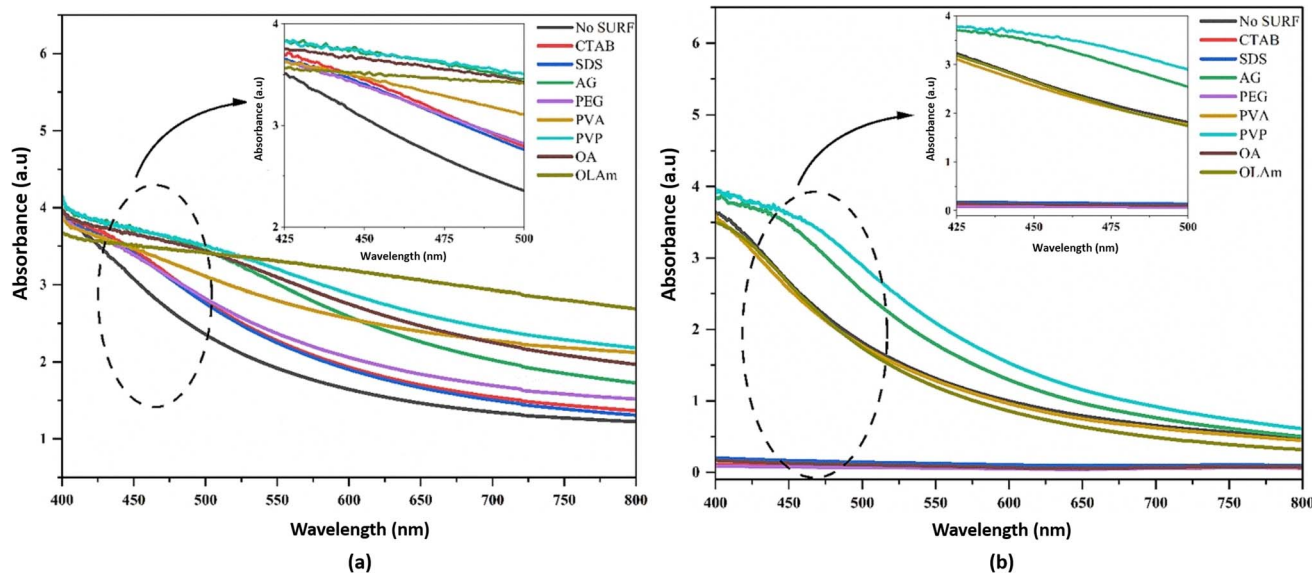 6
5
4
3
2
1
400
450
500
550
600
650
700
750
800
Absorbance (a.u)
Wavelength (nm)
4
3
2
425
450
475
500
Absorbance (a.u)
Wavelength (nm)
No SURF
CTAB
SDS
AG
PEG
PVA
PVP
OA
OLAm
(a)
6
5
4
3
2
1
0
400
450
500
550
600
650
700
750
800
Absorbance (a.u)
Wavelength (nm)
4
3
2
1
0
425
450
475
500
Absorbance (a.u)
Wavelength (nm)
No SURF
CTAB
SDS
AG
PEG
PVA
PVP
OA
OLAm
(b)